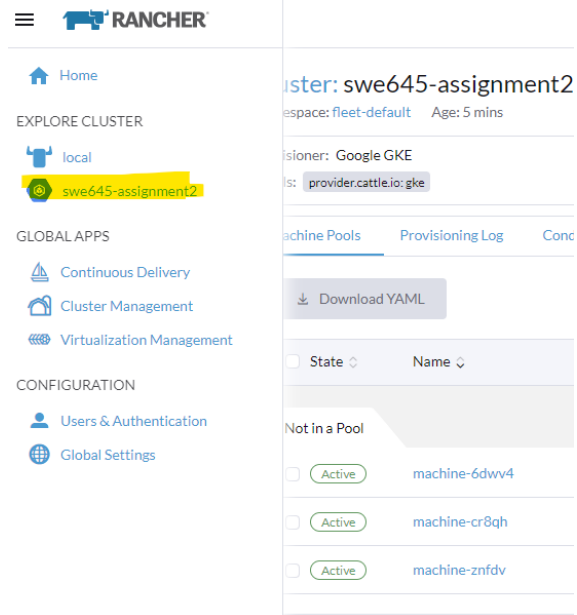 RANCHER
Home
EXPLORE CLUSTER
local
swe645-assignment2
GLOBAL APPS
Continuous Delivery
Cluster Management
Virtualization Management
CONFIGURATION
Users & Authentication
Global Settings
uster: swe645-assignment2
espace: fleet-default Age: 5 mins
isioner: Google GKE
ls: provider.cattle.io: gke
achine Pools Provisioning Log Cond
Download YAML
State Name
Not in a Pool
Active machine-6dwv4
Active machine-cr8qh
Active machine-znfdv